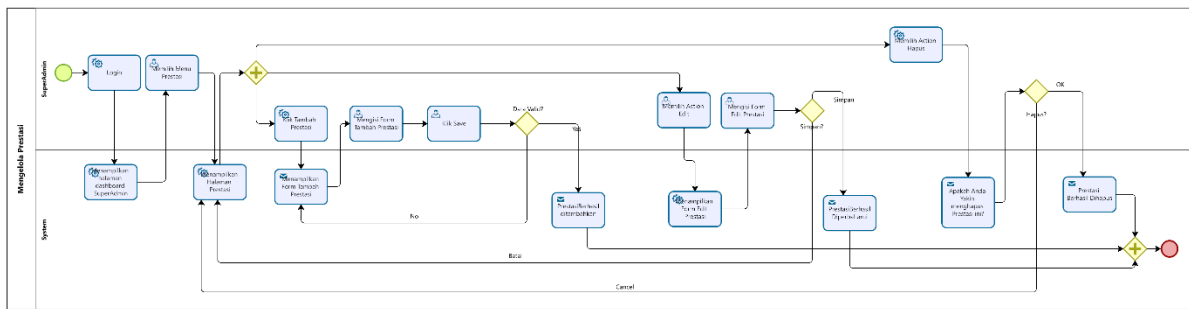 Mengelola Prestasi
SuperAdmin
System
Login
Memilih Menu
Prestasi
Menampilkan
halaman
dashboard
SuperAdmin
Menampilkan
Halaman
Prestasi
Klik Tambah
Prestasi
Menampilkan
Form Tambah
Prestasi
Mengisi Form
Tambah Prestasi
Klik Save
Data Valid?
Yes
No
Prestasi Berhasil
ditambahkan
Memilih Action
Edit
Menampilkan
Form Edit
Prestasi
Mengisi Form
Edit Prestasi
Simpan?
Simpan
Batal
Prestasi Berhasil
Diperbaharui
Memilih Action
Hapus
Apakah Anda
Yakin
menghapus
Prestasi ini?
Hapus?
OK
Cancel
Prestasi
Berhasil Dihapus